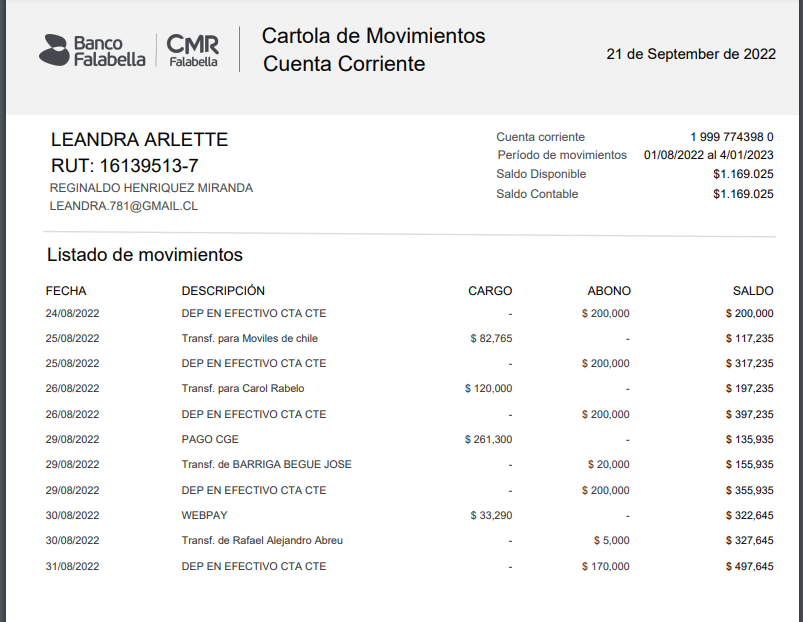 Banco Falabella CMR Falabella
Cartola de Movimientos
Cuenta Corriente
21 de September de 2022
LEANDRA ARLETTE
RUT: 16139513-7
REGINALDO HENRIQUEZ MIRANDA
LEANDRA.781@GMAIL.CL
Cuenta corriente 1 999 774398 0
Período de movimientos 01/08/2022 al 4/01/2023
Saldo Disponible $1.169.025
Saldo Contable $1.169.025
Listado de movimientos
FECHA DESCRIPCIÓN CARGO ABONO SALDO
24/08/2022 DEP EN EFECTIVO CTA CTE - $ 200,000 $ 200,000
25/08/2022 Transf. para Moviles de chile $ 82,765 - $ 117,235
25/08/2022 DEP EN EFECTIVO CTA CTE - $ 200,000 $ 317,235
26/08/2022 Transf. para Carol Rabelo $ 120,000 - $ 197,235
26/08/2022 DEP EN EFECTIVO CTA CTE - $ 200,000 $ 397,235
29/08/2022 PAGO CGE $ 261,300 - $ 135,935
29/08/2022 Transf. de BARRIGA BEGUE JOSE - $ 20,000 $ 155,935
29/08/2022 DEP EN EFECTIVO CTA CTE - $ 200,000 $ 355,935
30/08/2022 WEBPAY $ 33,290 - $ 322,645
30/08/2022 Transf. de Rafael Alejandro Abreu - $ 5,000 $ 327,645
31/08/2022 DEP EN EFECTIVO CTA CTE - $ 170,000 $ 497,645